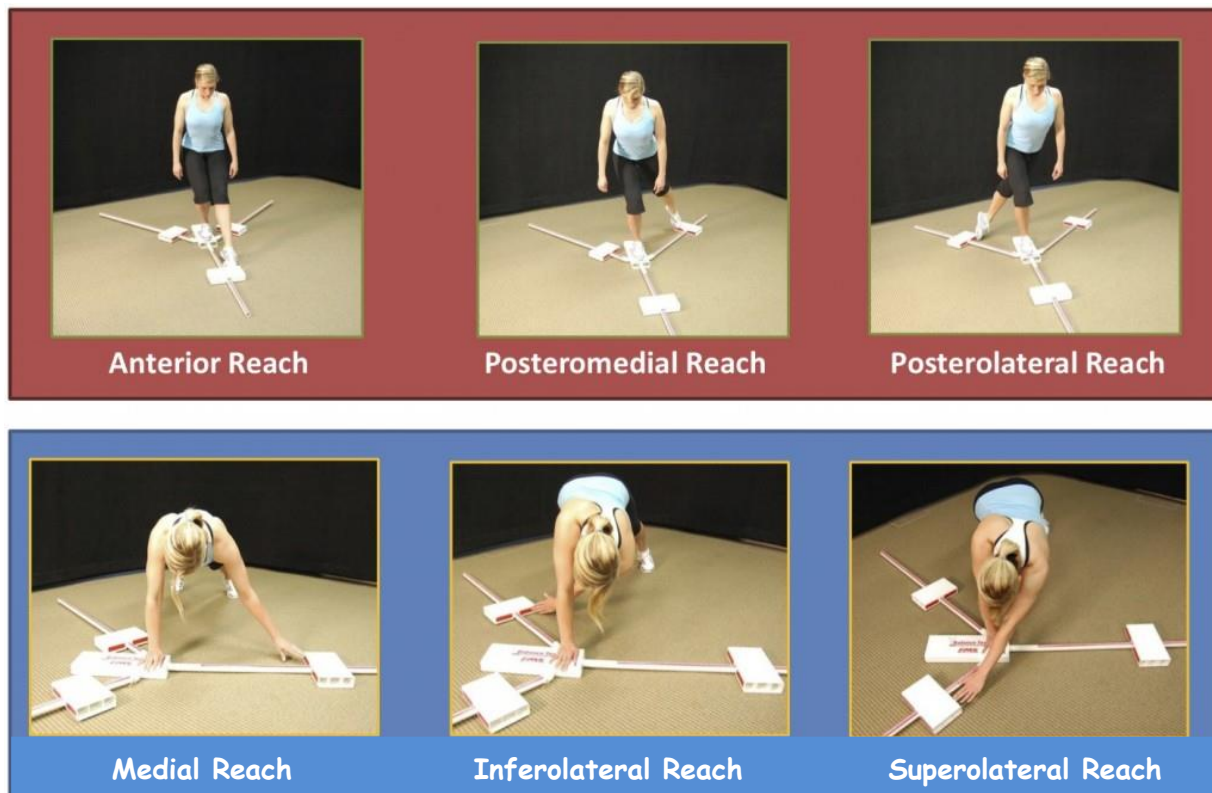 Anterior Reach
Posteromedial Reach
Posterolateral Reach
Medial Reach
Inferolateral Reach
Superolateral Reach